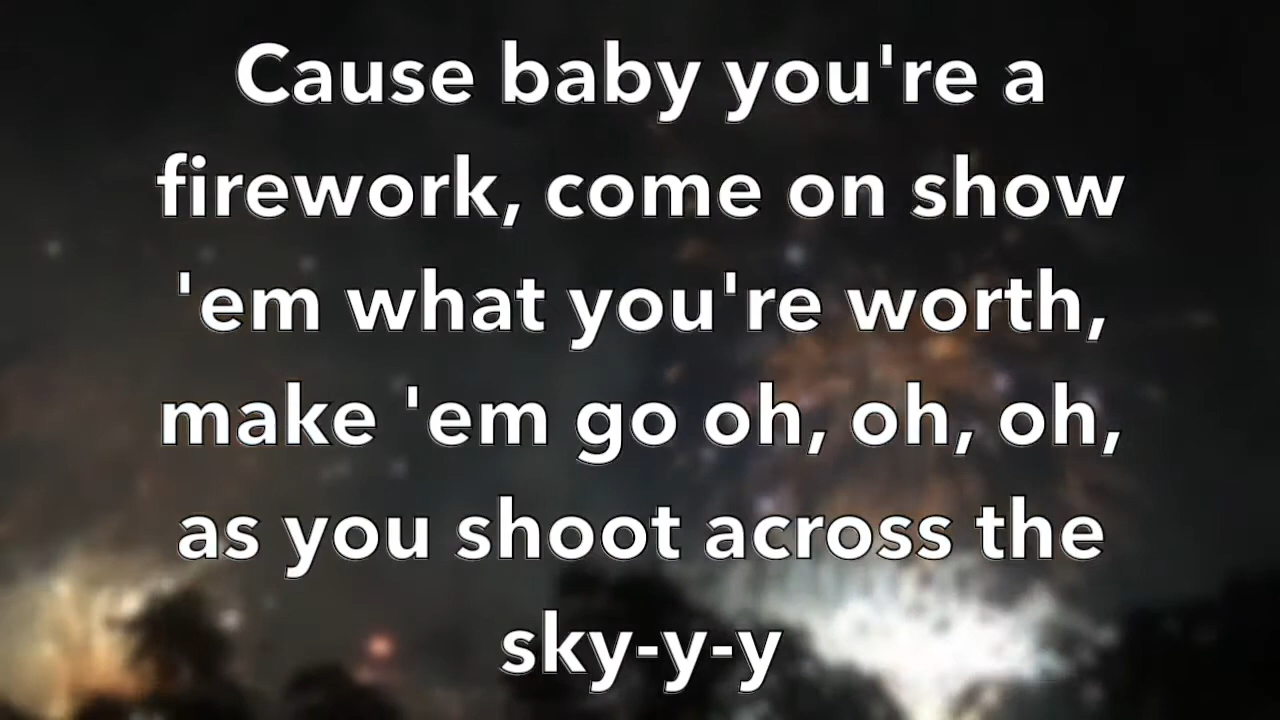 Cause baby you're a
firework, come on show
'em what you're worth,
make 'em go oh, oh, oh,
as you shoot across the
sky-y-y